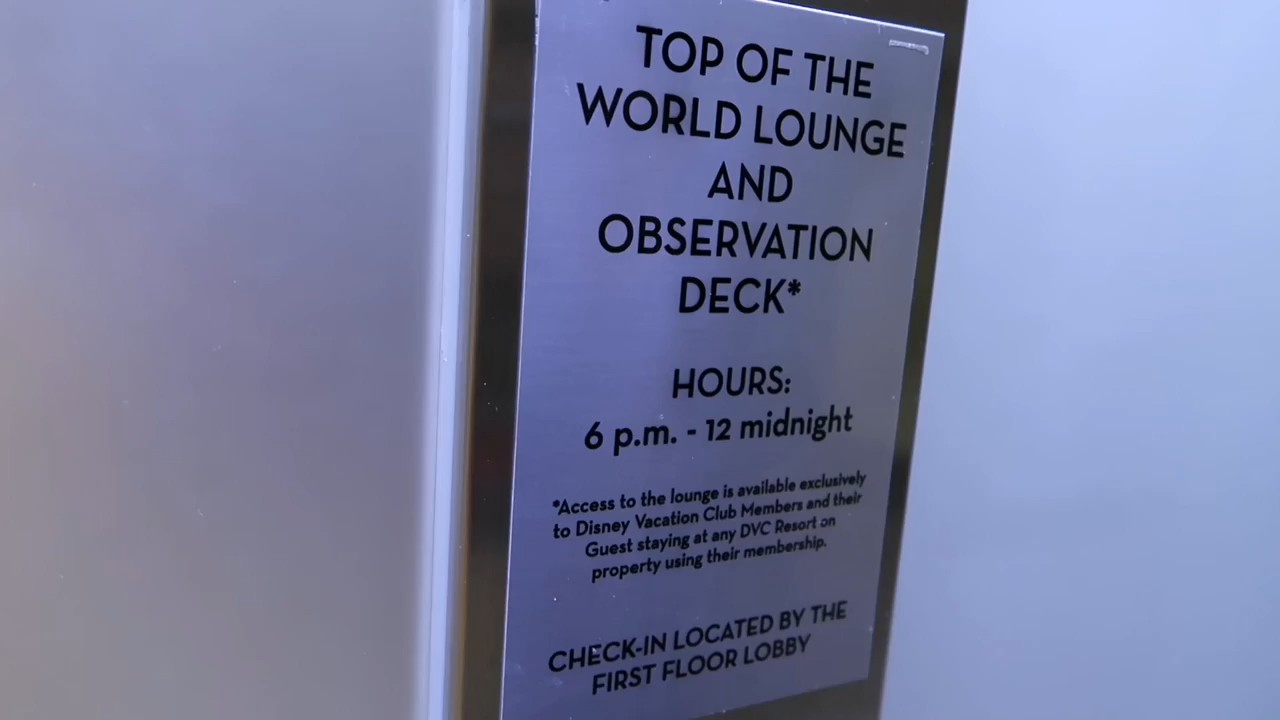 TOP OF THE
WORLD LOUNGE
AND
OBSERVATION
DECK*
HOURS:
6 p.m. - 12 midnight
*Access to the lounge is available exclusively
to Disney Vacation Club Members and their
Guest staying at any DVC Resort on
property using their membership.
CHECK-IN LOCATED BY THE
FIRST FLOOR LOBBY